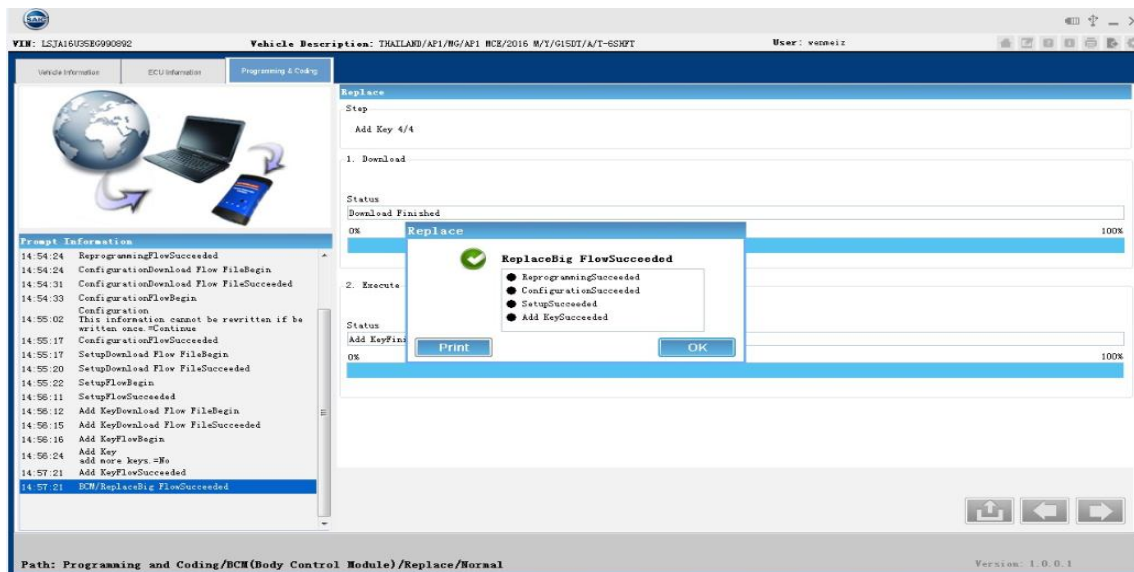 SAIC
VIN: LSJA16U35EG990892
Vehicle Description: THAILAND/AP1/MG/AP1 MCE/2016 M/Y/G15DT/A/T-6SHFT
User: venmeiz
Vehicle Information
ECU Information
Programming & Coding
Prompt Information
14:54:24 ReprogrammingFlowSucceeded
14:54:24 ConfigurationDownload Flow FileBegin
14:54:31 ConfigurationDownload Flow FileSucceeded
14:54:33 ConfigurationFlowBegin
Configuration
14:55:02 This information cannot be rewritten if be
written once.=Continue
14:55:17 ConfigurationFlowSucceeded
14:55:17 SetupDownload Flow FileBegin
14:55:20 SetupDownload Flow FileSucceeded
14:55:22 SetupFlowBegin
14:56:11 SetupFlowSucceeded
14:56:12 Add KeyDownload Flow FileBegin
14:56:15 Add KeyDownload Flow FileSucceeded
14:56:16 Add KeyFlowBegin
14:56:24 Add Key
add more keys.=No
14:57:21 Add KeyFlowSucceeded
14:57:21 BCM/ReplaceBig FlowSucceeded
Replace
Step
Add Key 4/4
1. Download
Status
Download Finished
0% 100%
2. Execute
Status
Add KeyFini
0% 100%
Replace
ReplaceBig FlowSucceeded
ReprogrammingSucceeded
ConfigurationSucceeded
SetupSucceeded
Add KeySucceeded
Print OK
Path: Programming and Coding/BCM(Body Control Module)/Replace/Normal
Version: 1.0.0.1